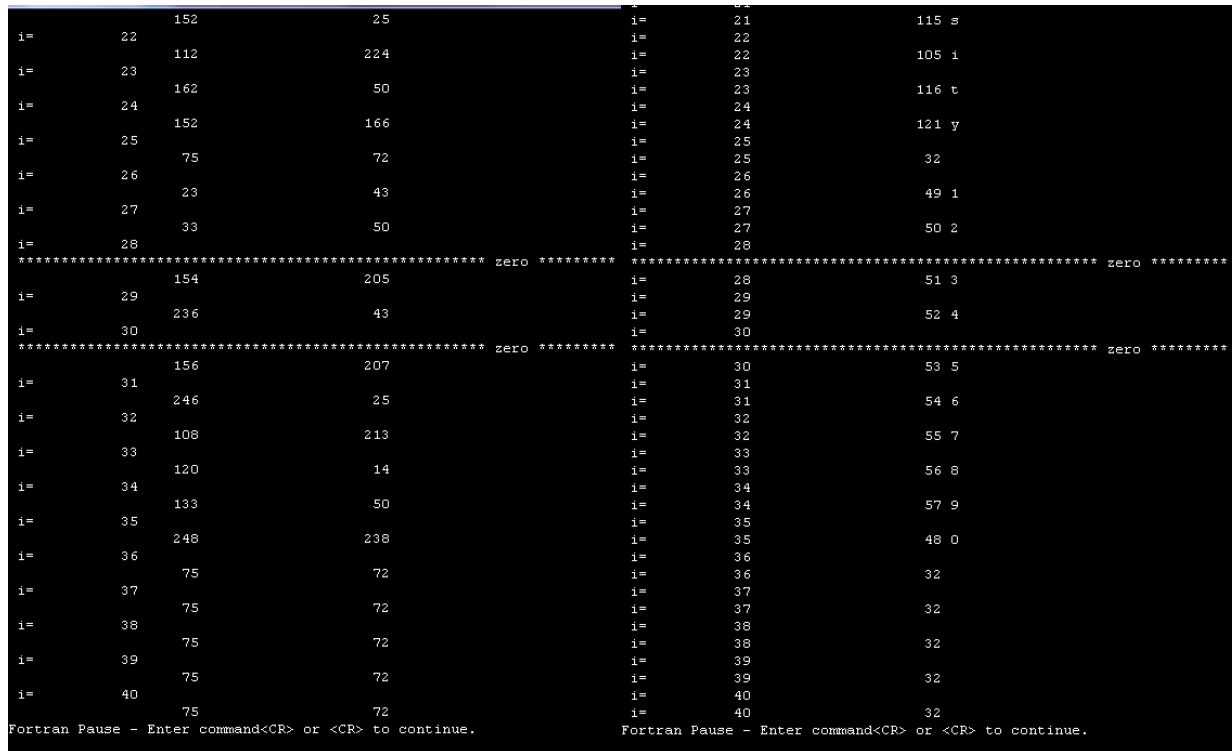 152 25
i= 22
112 224
i= 23
162 50
i= 24
152 166
i= 25
75 72
i= 26
23 43
i= 27
33 50
i= 28
****************************************************** zero *********
154 205
i= 29
236 43
i= 30
****************************************************** zero *********
156 207
i= 31
246 25
i= 32
108 213
i= 33
120 14
i= 34
133 50
i= 35
248 238
i= 36
75 72
i= 37
75 72
i= 38
75 72
i= 39
75 72
i= 40
75 72
Fortran Pause - Enter command<CR> or <CR> to continue.
i= 21 115 s
i= 22
i= 22 105 i
i= 23
i= 23 116 t
i= 24
i= 24 121 y
i= 25
i= 25 32
i= 26
i= 26 49 1
i= 27
i= 27 50 2
i= 28
****************************************************** zero *********
i= 28 51 3
i= 29
i= 29 52 4
i= 30
****************************************************** zero *********
i= 30 53 5
i= 31
i= 31 54 6
i= 32
i= 32 55 7
i= 33
i= 33 56 8
i= 34
i= 34 57 9
i= 35
i= 35 48 0
i= 36
i= 36 32
i= 37
i= 37 32
i= 38
i= 38 32
i= 39
i= 39 32
i= 40
i= 40 32
Fortran Pause - Enter command<CR> or <CR> to continue.